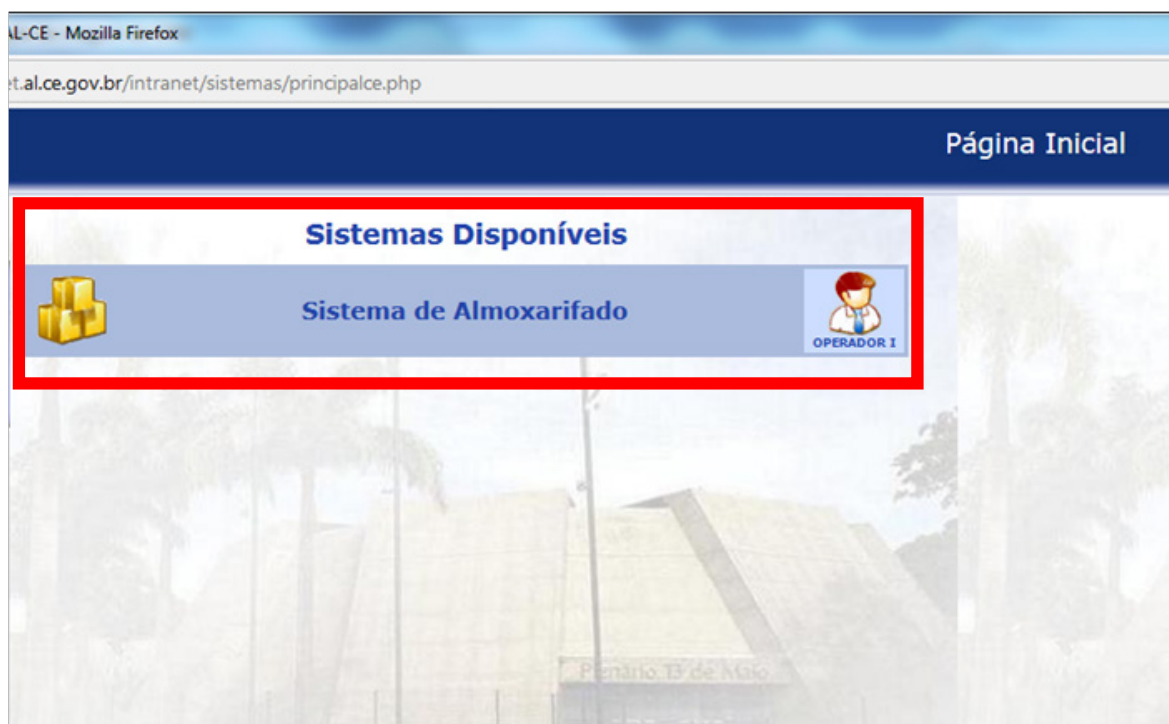 AL-CE - Mozilla Firefox
et.al.ce.gov.br/intranet/sistemas/principalce.php
Página Inicial
Sistemas Disponíveis
Sistema de Almoxarifado
OPERADOR I
Plenário 13 de Maio